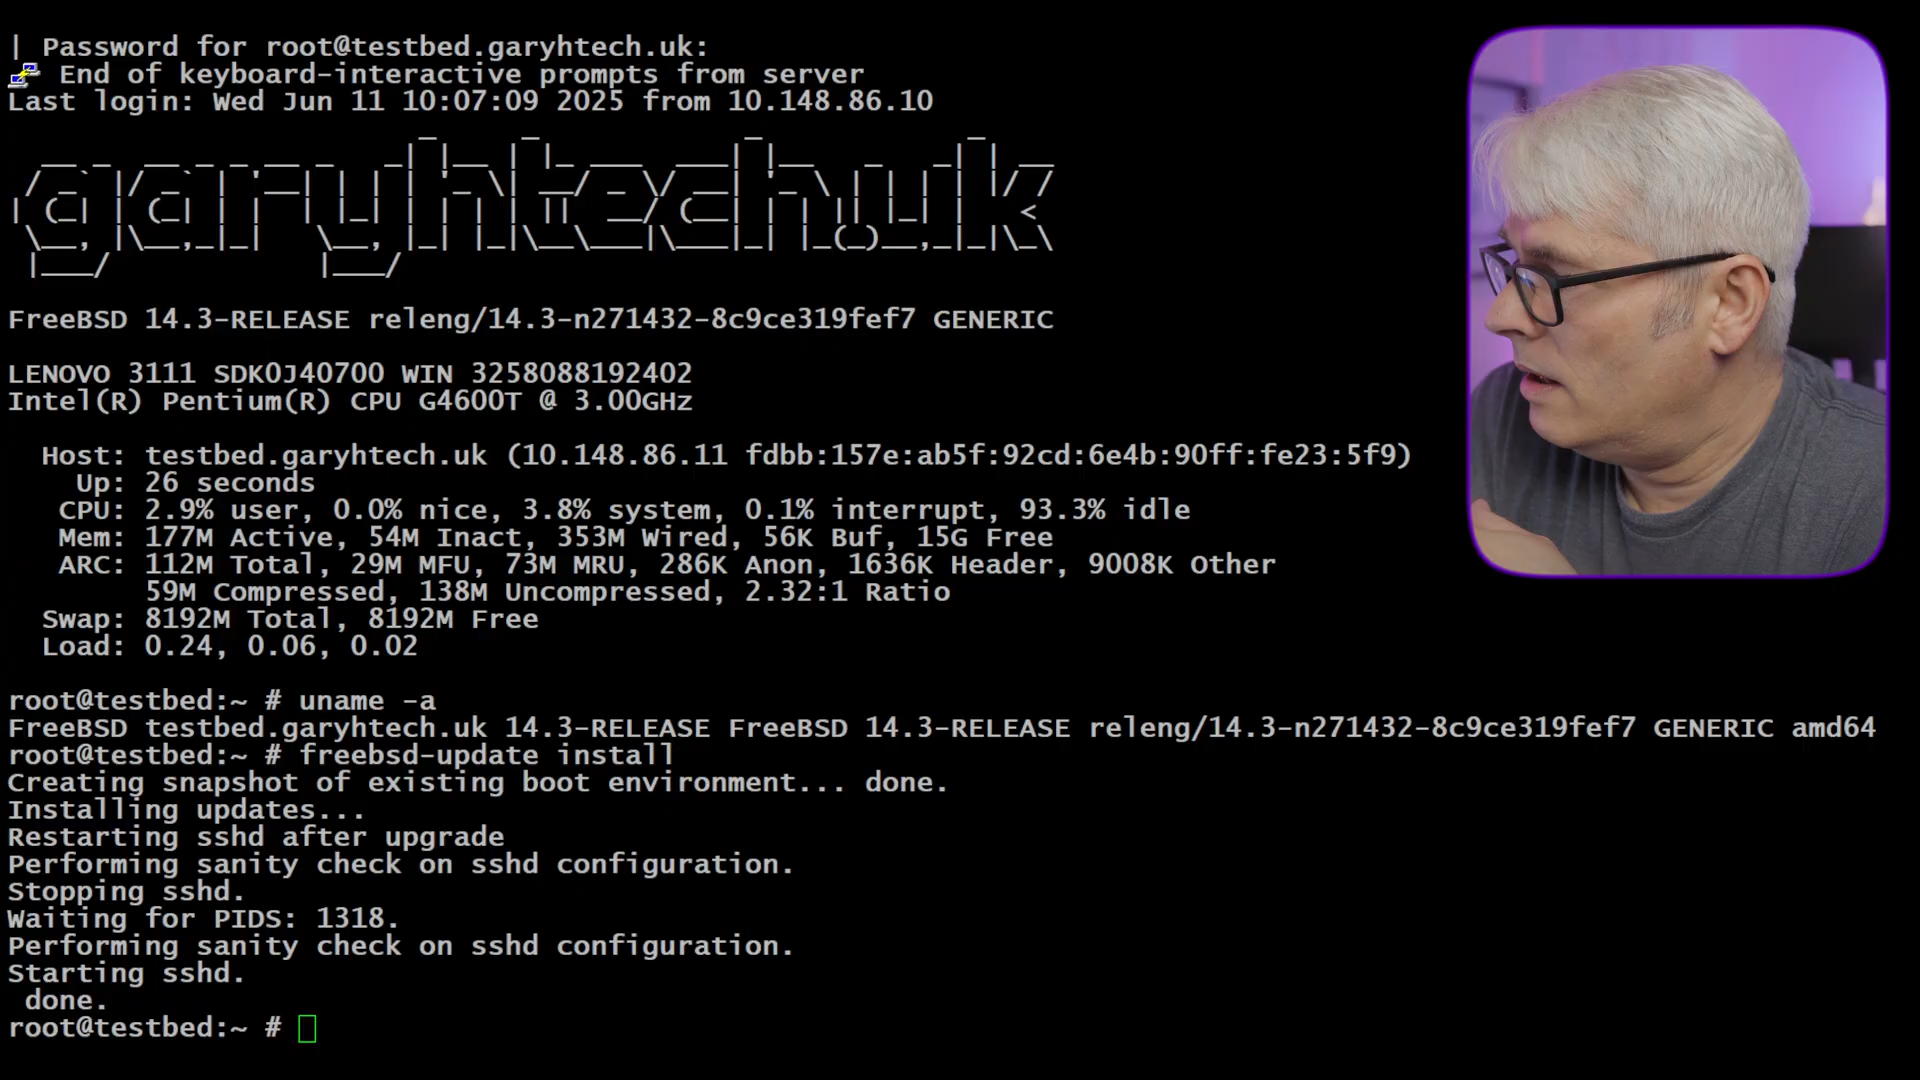 | Password for root@testbed.garyhtech.uk:
End of keyboard-interactive prompts from server
Last login: Wed Jun 11 10:07:09 2025 from 10.148.86.10
garyhtech.uk
FreeBSD 14.3-RELEASE releng/14.3-n271432-8c9ce319fef7 GENERIC
LENOVO 3111 SDK0J40700 WIN 3258088192402
Intel(R) Pentium(R) CPU G4600T @ 3.00GHz
Host: testbed.garyhtech.uk (10.148.86.11 fdbb:157e:ab5f:92cd:6e4b:90ff:fe23:5f9)
Up: 26 seconds
CPU: 2.9% user, 0.0% nice, 3.8% system, 0.1% interrupt, 93.3% idle
Mem: 177M Active, 54M Inact, 353M Wired, 56K Buf, 15G Free
ARC: 112M Total, 29M MFU, 73M MRU, 286K Anon, 1636K Header, 9008K Other
59M Compressed, 138M Uncompressed, 2.32:1 Ratio
Swap: 8192M Total, 8192M Free
Load: 0.24, 0.06, 0.02
root@testbed:~ # uname -a
FreeBSD testbed.garyhtech.uk 14.3-RELEASE FreeBSD 14.3-RELEASE releng/14.3-n271432-8c9ce319fef7 GENERIC amd64
root@testbed:~ # freebsd-update install
Creating snapshot of existing boot environment... done.
Installing updates...
Restarting sshd after upgrade
Performing sanity check on sshd configuration.
Stopping sshd.
Waiting for PIDS: 1318.
Performing sanity check on sshd configuration.
Starting sshd.
done.
root@testbed:~ #